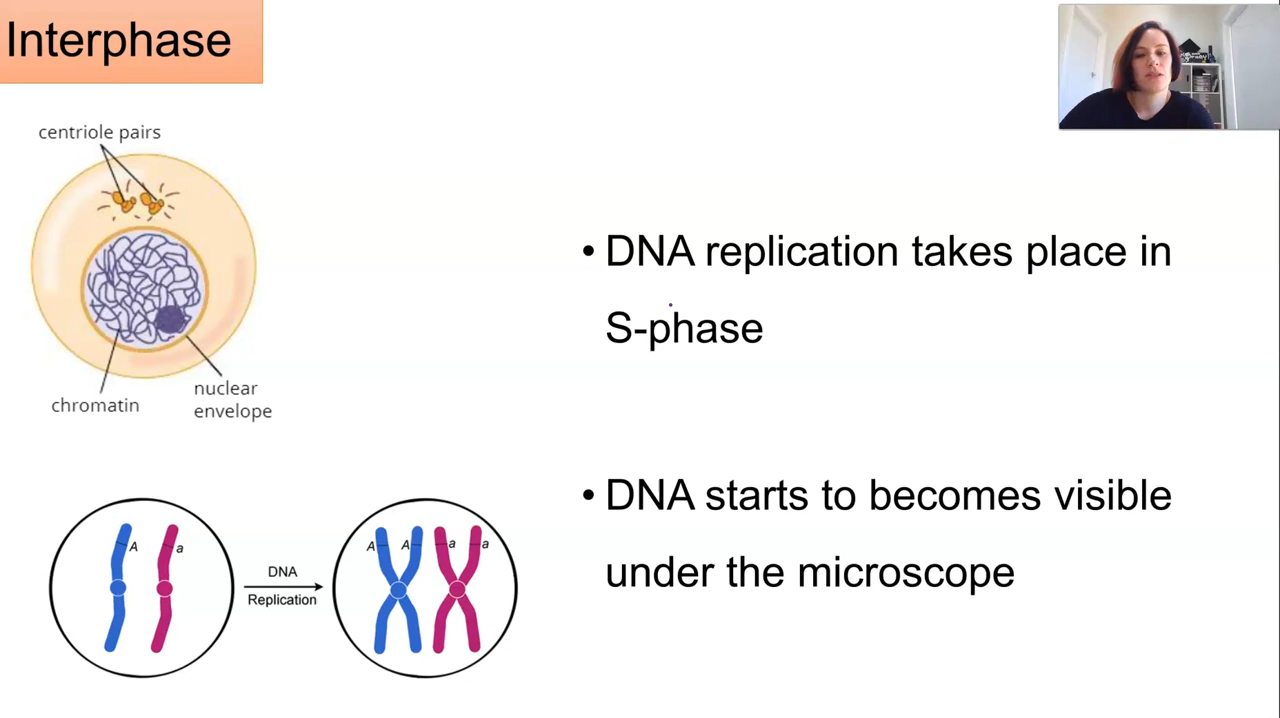 Interphase
centriole pairs
chromatin
nuclear
envelope
• DNA replication takes place in
S-phase
• DNA starts to becomes visible
under the microscope
A
a
DNA
Replication
A
A
a
a